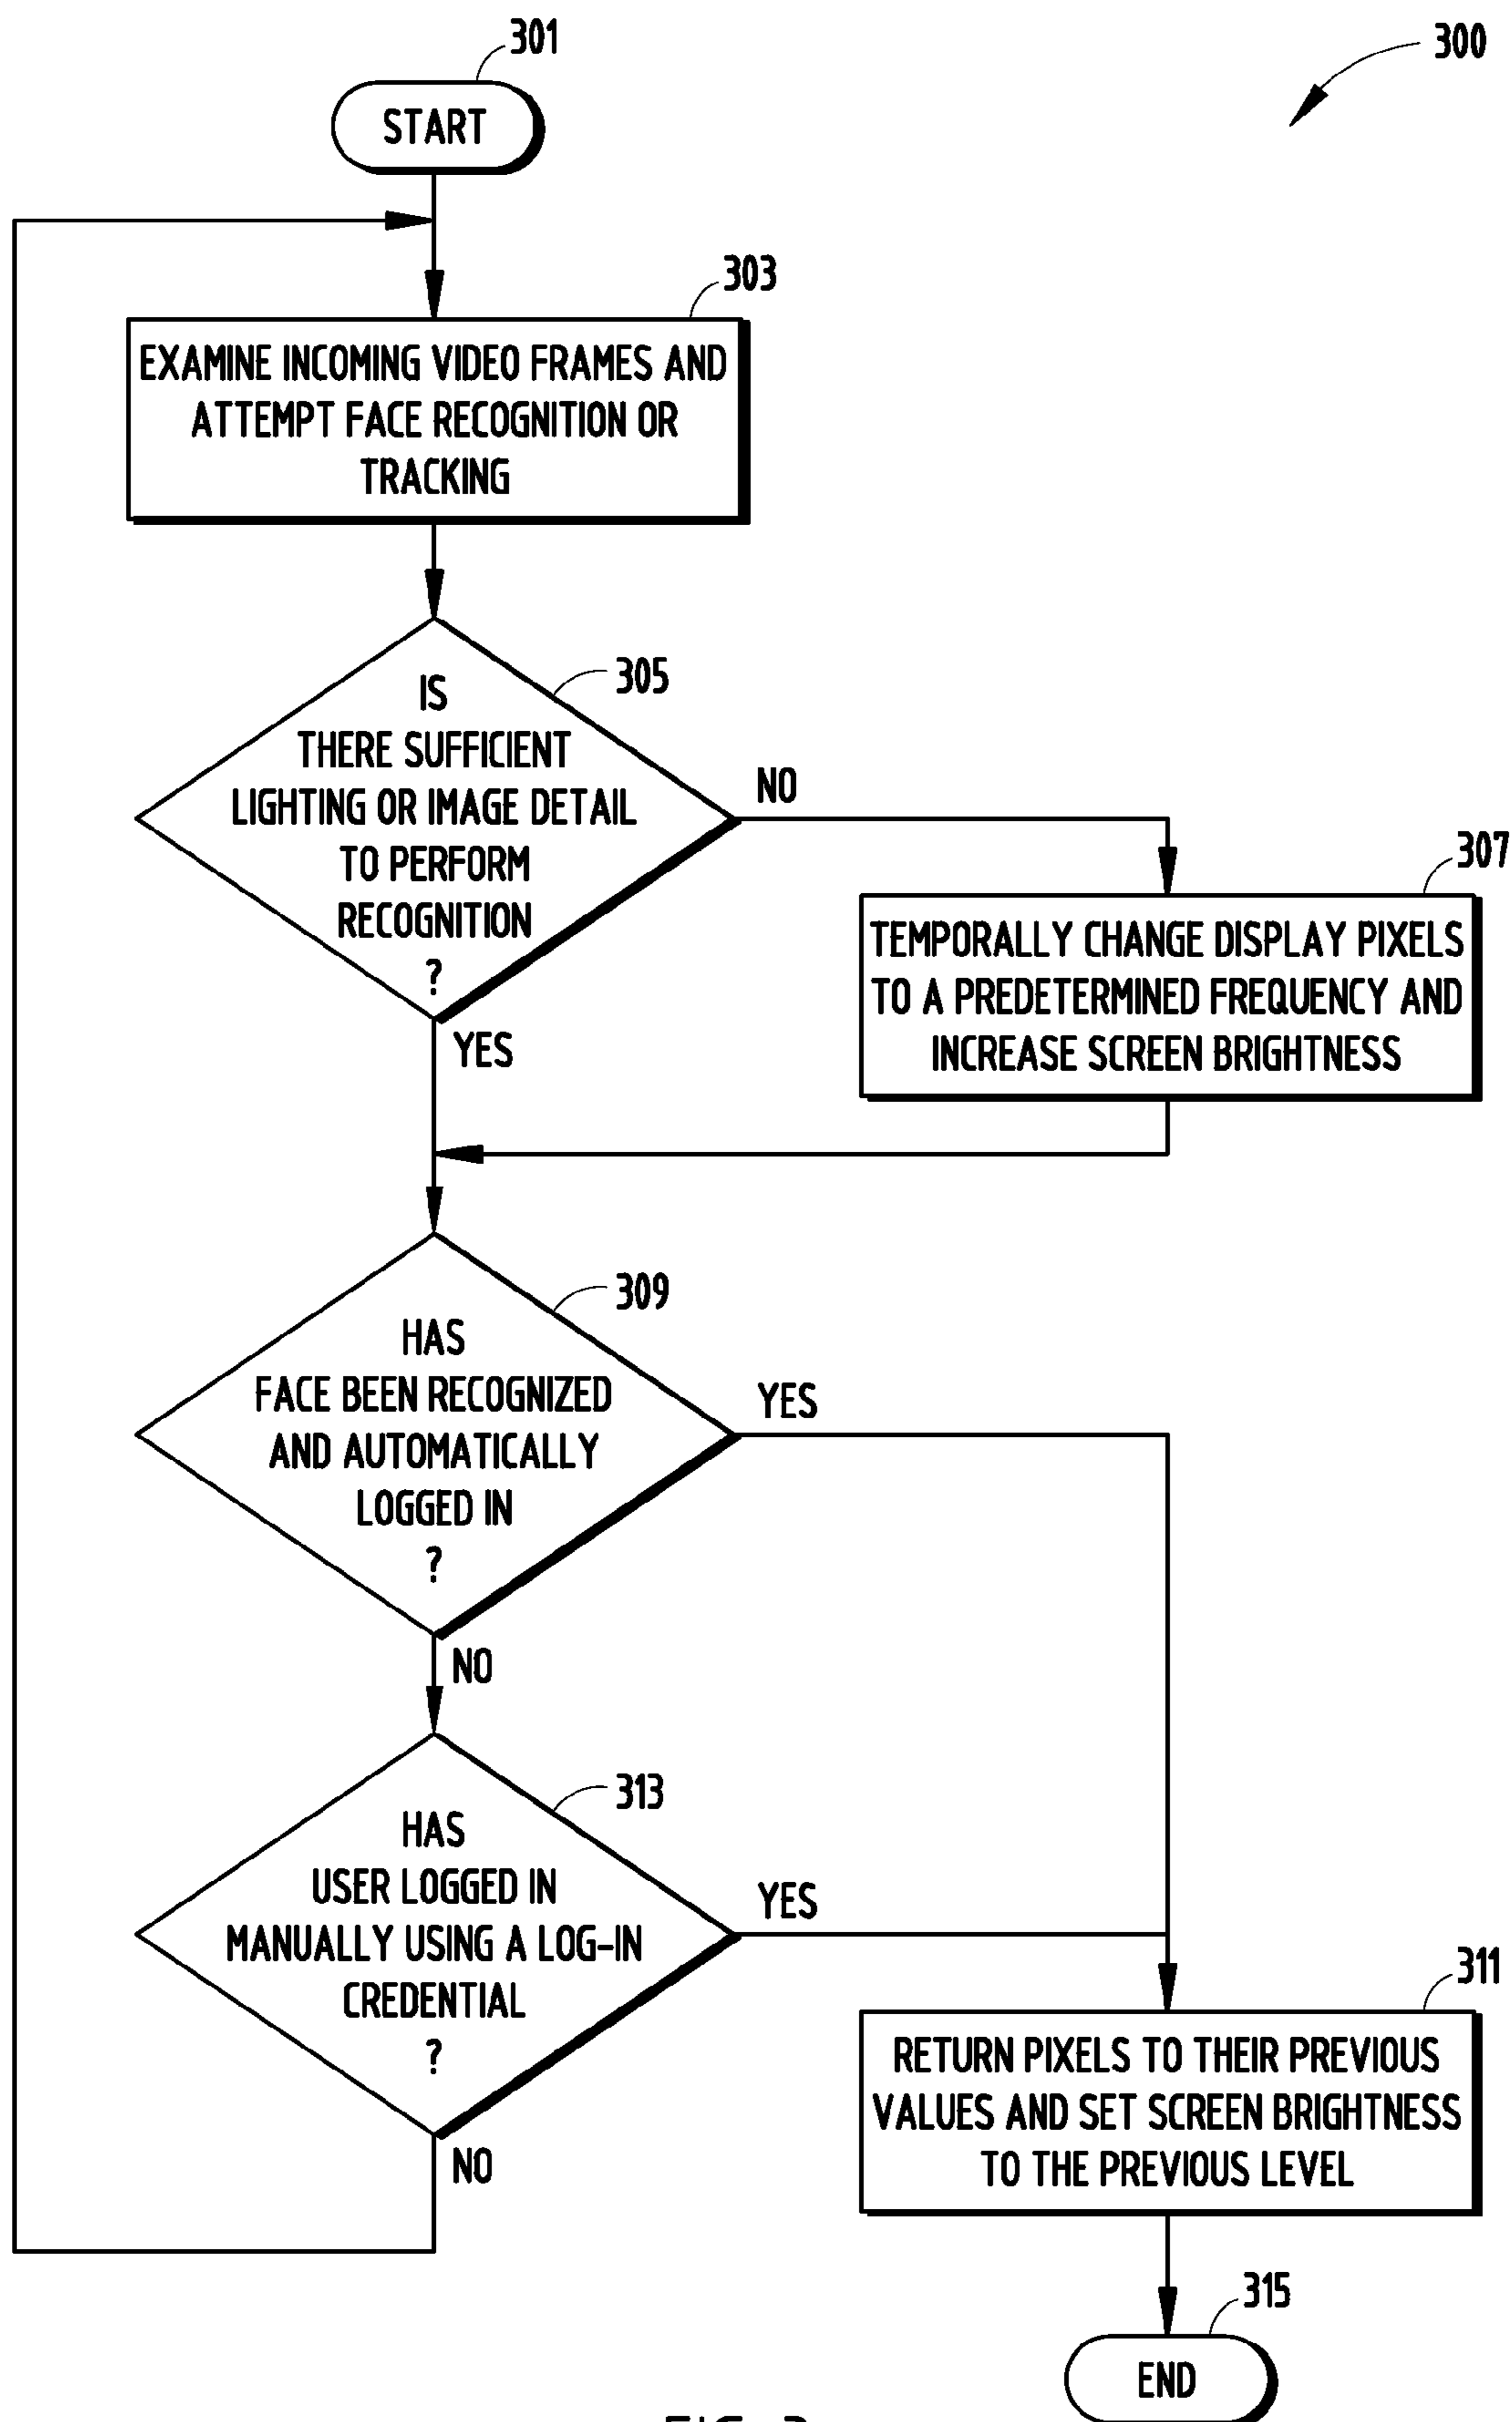 301
300
START
303
EXAMINE INCOMING VIDEO FRAMES AND
ATTEMPT FACE RECOGNITION OR
TRACKING
305
IS
THERE SUFFICIENT
LIGHTING OR IMAGE DETAIL
TO PERFORM
RECOGNITION
?
NO
YES
307
TEMPORALLY CHANGE DISPLAY PIXELS
TO A PREDETERMINED FREQUENCY AND
INCREASE SCREEN BRIGHTNESS
309
HAS
FACE BEEN RECOGNIZED
AND AUTOMATICALLY
LOGGED IN
?
YES
NO
313
HAS
USER LOGGED IN
MANUALLY USING A LOG-IN
CREDENTIAL
?
YES
NO
311
RETURN PIXELS TO THEIR PREVIOUS
VALUES AND SET SCREEN BRIGHTNESS
TO THE PREVIOUS LEVEL
315
END